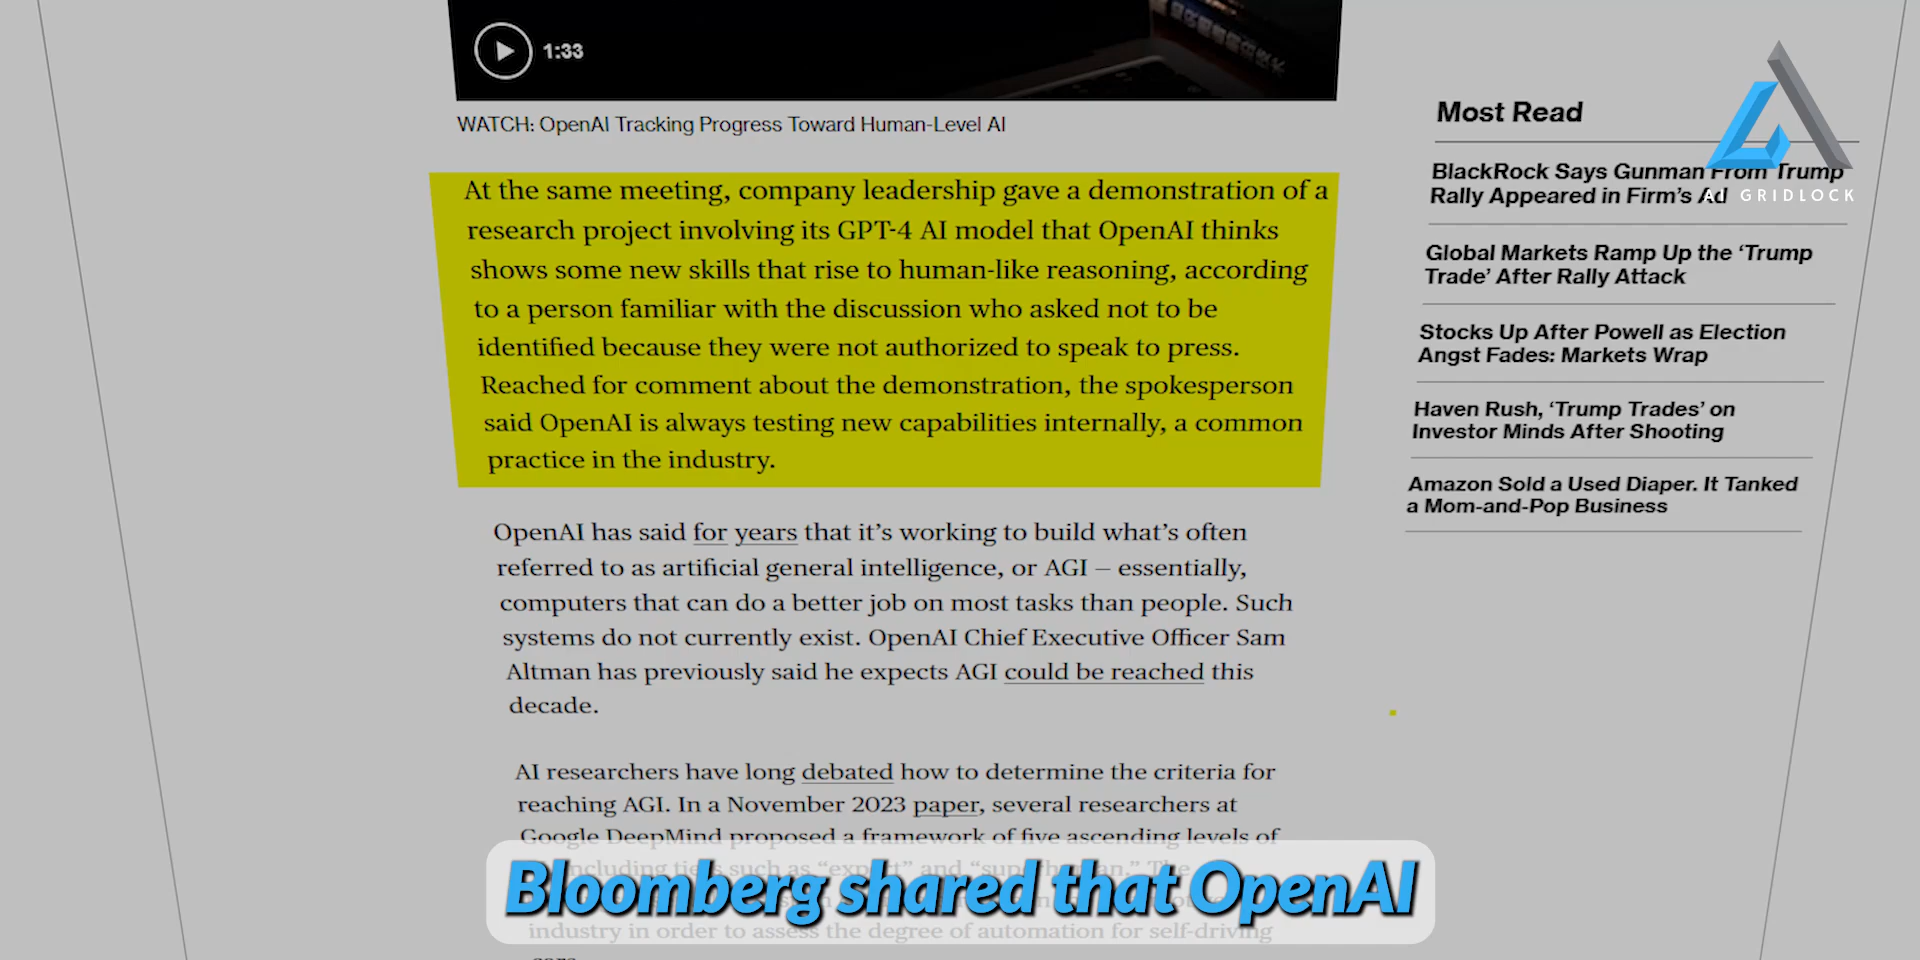 1:33
WATCH: OpenAI Tracking Progress Toward Human-Level AI
At the same meeting, company leadership gave a demonstration of a
research project involving its GPT-4 AI model that OpenAI thinks
shows some new skills that rise to human-like reasoning, according
to a person familiar with the discussion who asked not to be
identified because they were not authorized to speak to press.
Reached for comment about the demonstration, the spokesperson
said OpenAI is always testing new capabilities internally, a common
practice in the industry.
OpenAI has said for years that it’s working to build what’s often
referred to as artificial general intelligence, or AGI — essentially,
computers that can do a better job on most tasks than people. Such
systems do not currently exist. OpenAI Chief Executive Officer Sam
Altman has previously said he expects AGI could be reached this
decade.
AI researchers have long debated how to determine the criteria for
reaching AGI. In a November 2023 paper, several researchers at
Google DeepMind proposed a framework of five ascending levels of
including tiers such as “expert” and “superhuman.” The
industry in order to assess the degree of automation for self-driving
Bloomberg shared that OpenAI
Most Read
BlackRock Says Gunman From Trump
Rally Appeared in Firm’s Ad
Global Markets Ramp Up the ‘Trump
Trade’ After Rally Attack
Stocks Up After Powell as Election
Angst Fades: Markets Wrap
Haven Rush, ‘Trump Trades’ on
Investor Minds After Shooting
Amazon Sold a Used Diaper. It Tanked
a Mom-and-Pop Business
GRIDLOCK